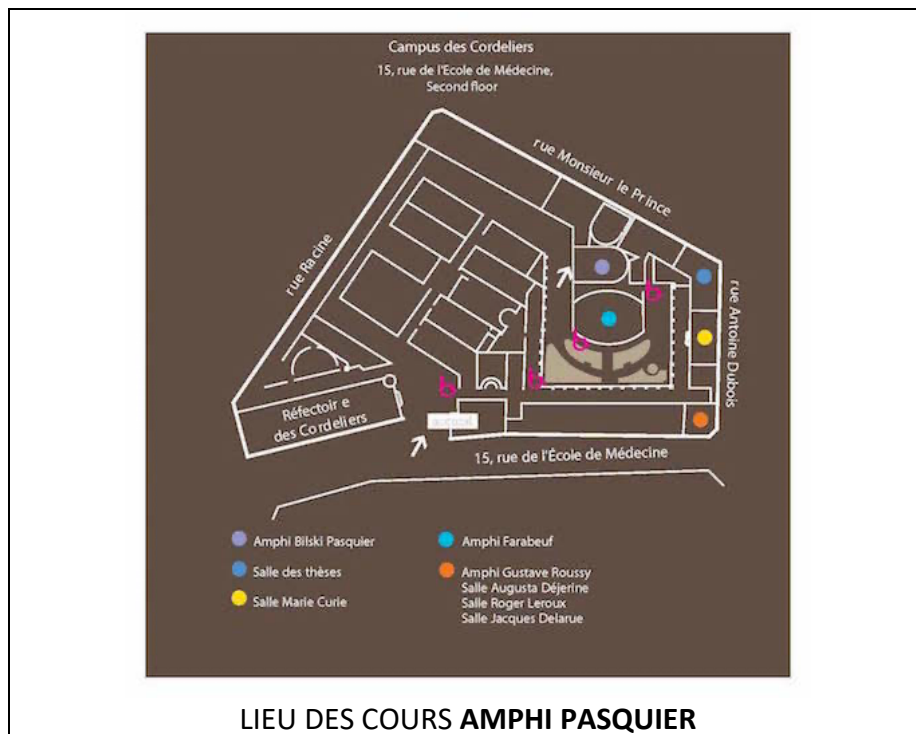 Campus des Cordeliers
15, rue de l'Ecole de Médecine,
Second floor
rue Monsieur le Prince
rue Racine
rue Antoine Dubois
Réfectoir e
des Cordeliers
15, rue de l'École de Médecine
Amphi Bilski Pasquier
Salle des thèses
Salle Marie Curie
Amphi Farabeuf
Amphi Gustave Roussy
Salle Augusta Déjerine
Salle Roger Leroux
Salle Jacques Delarue
LIEU DES COURS AMPHI PASQUIER